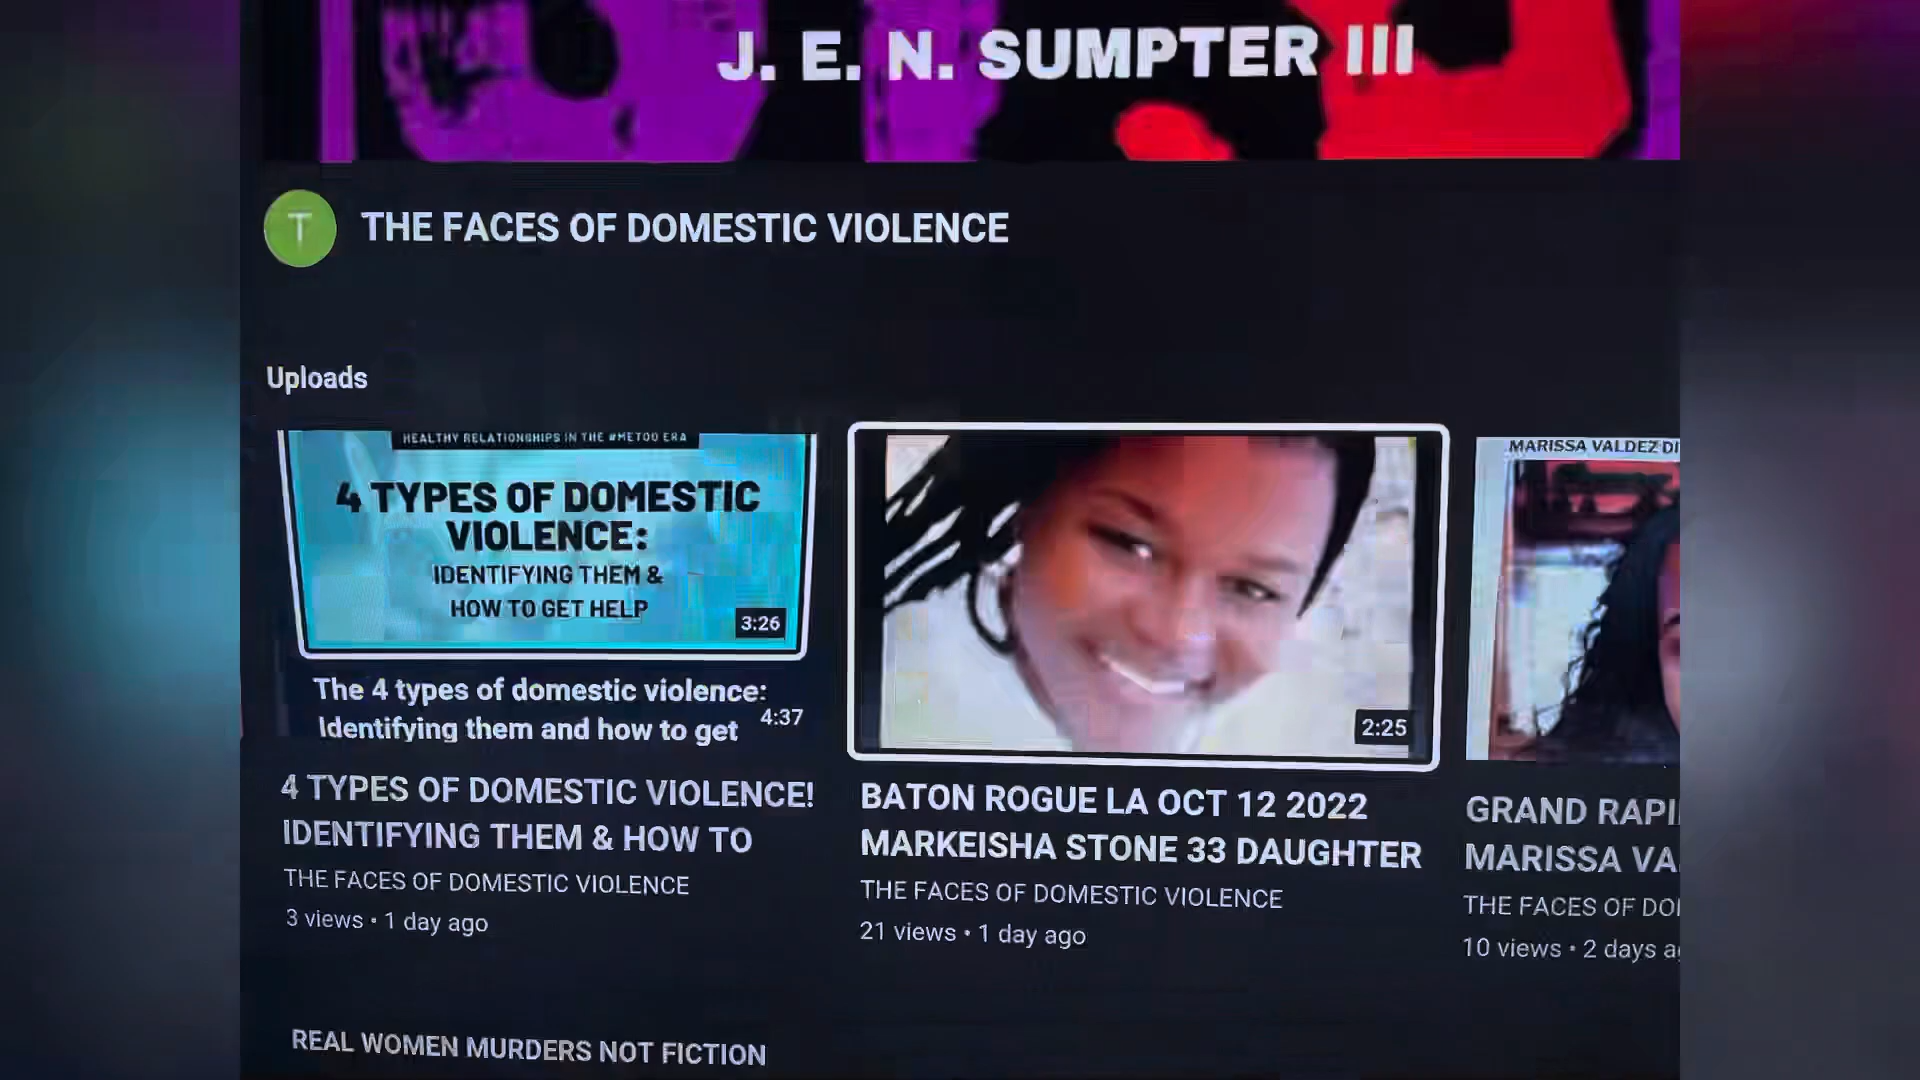 J. E. N. SUMPTER III
T
THE FACES OF DOMESTIC VIOLENCE
Uploads
HEALTHY RELATIONSHIPS IN THE #METOO ERA
4 TYPES OF DOMESTIC
VIOLENCE:
IDENTIFYING THEM &
HOW TO GET HELP
3:26
The 4 types of domestic violence:
Identifying them and how to get
4:37
4 TYPES OF DOMESTIC VIOLENCE!
IDENTIFYING THEM & HOW TO
THE FACES OF DOMESTIC VIOLENCE
3 views • 1 day ago
2:25
BATON ROGUE LA OCT 12 2022
MARKEISHA STONE 33 DAUGHTER
THE FACES OF DOMESTIC VIOLENCE
21 views • 1 day ago
MARISSA VALDEZ DI
GRAND RAPI
MARISSA VA
THE FACES OF DO
10 views • 2 days a
REAL WOMEN MURDERS NOT FICTION